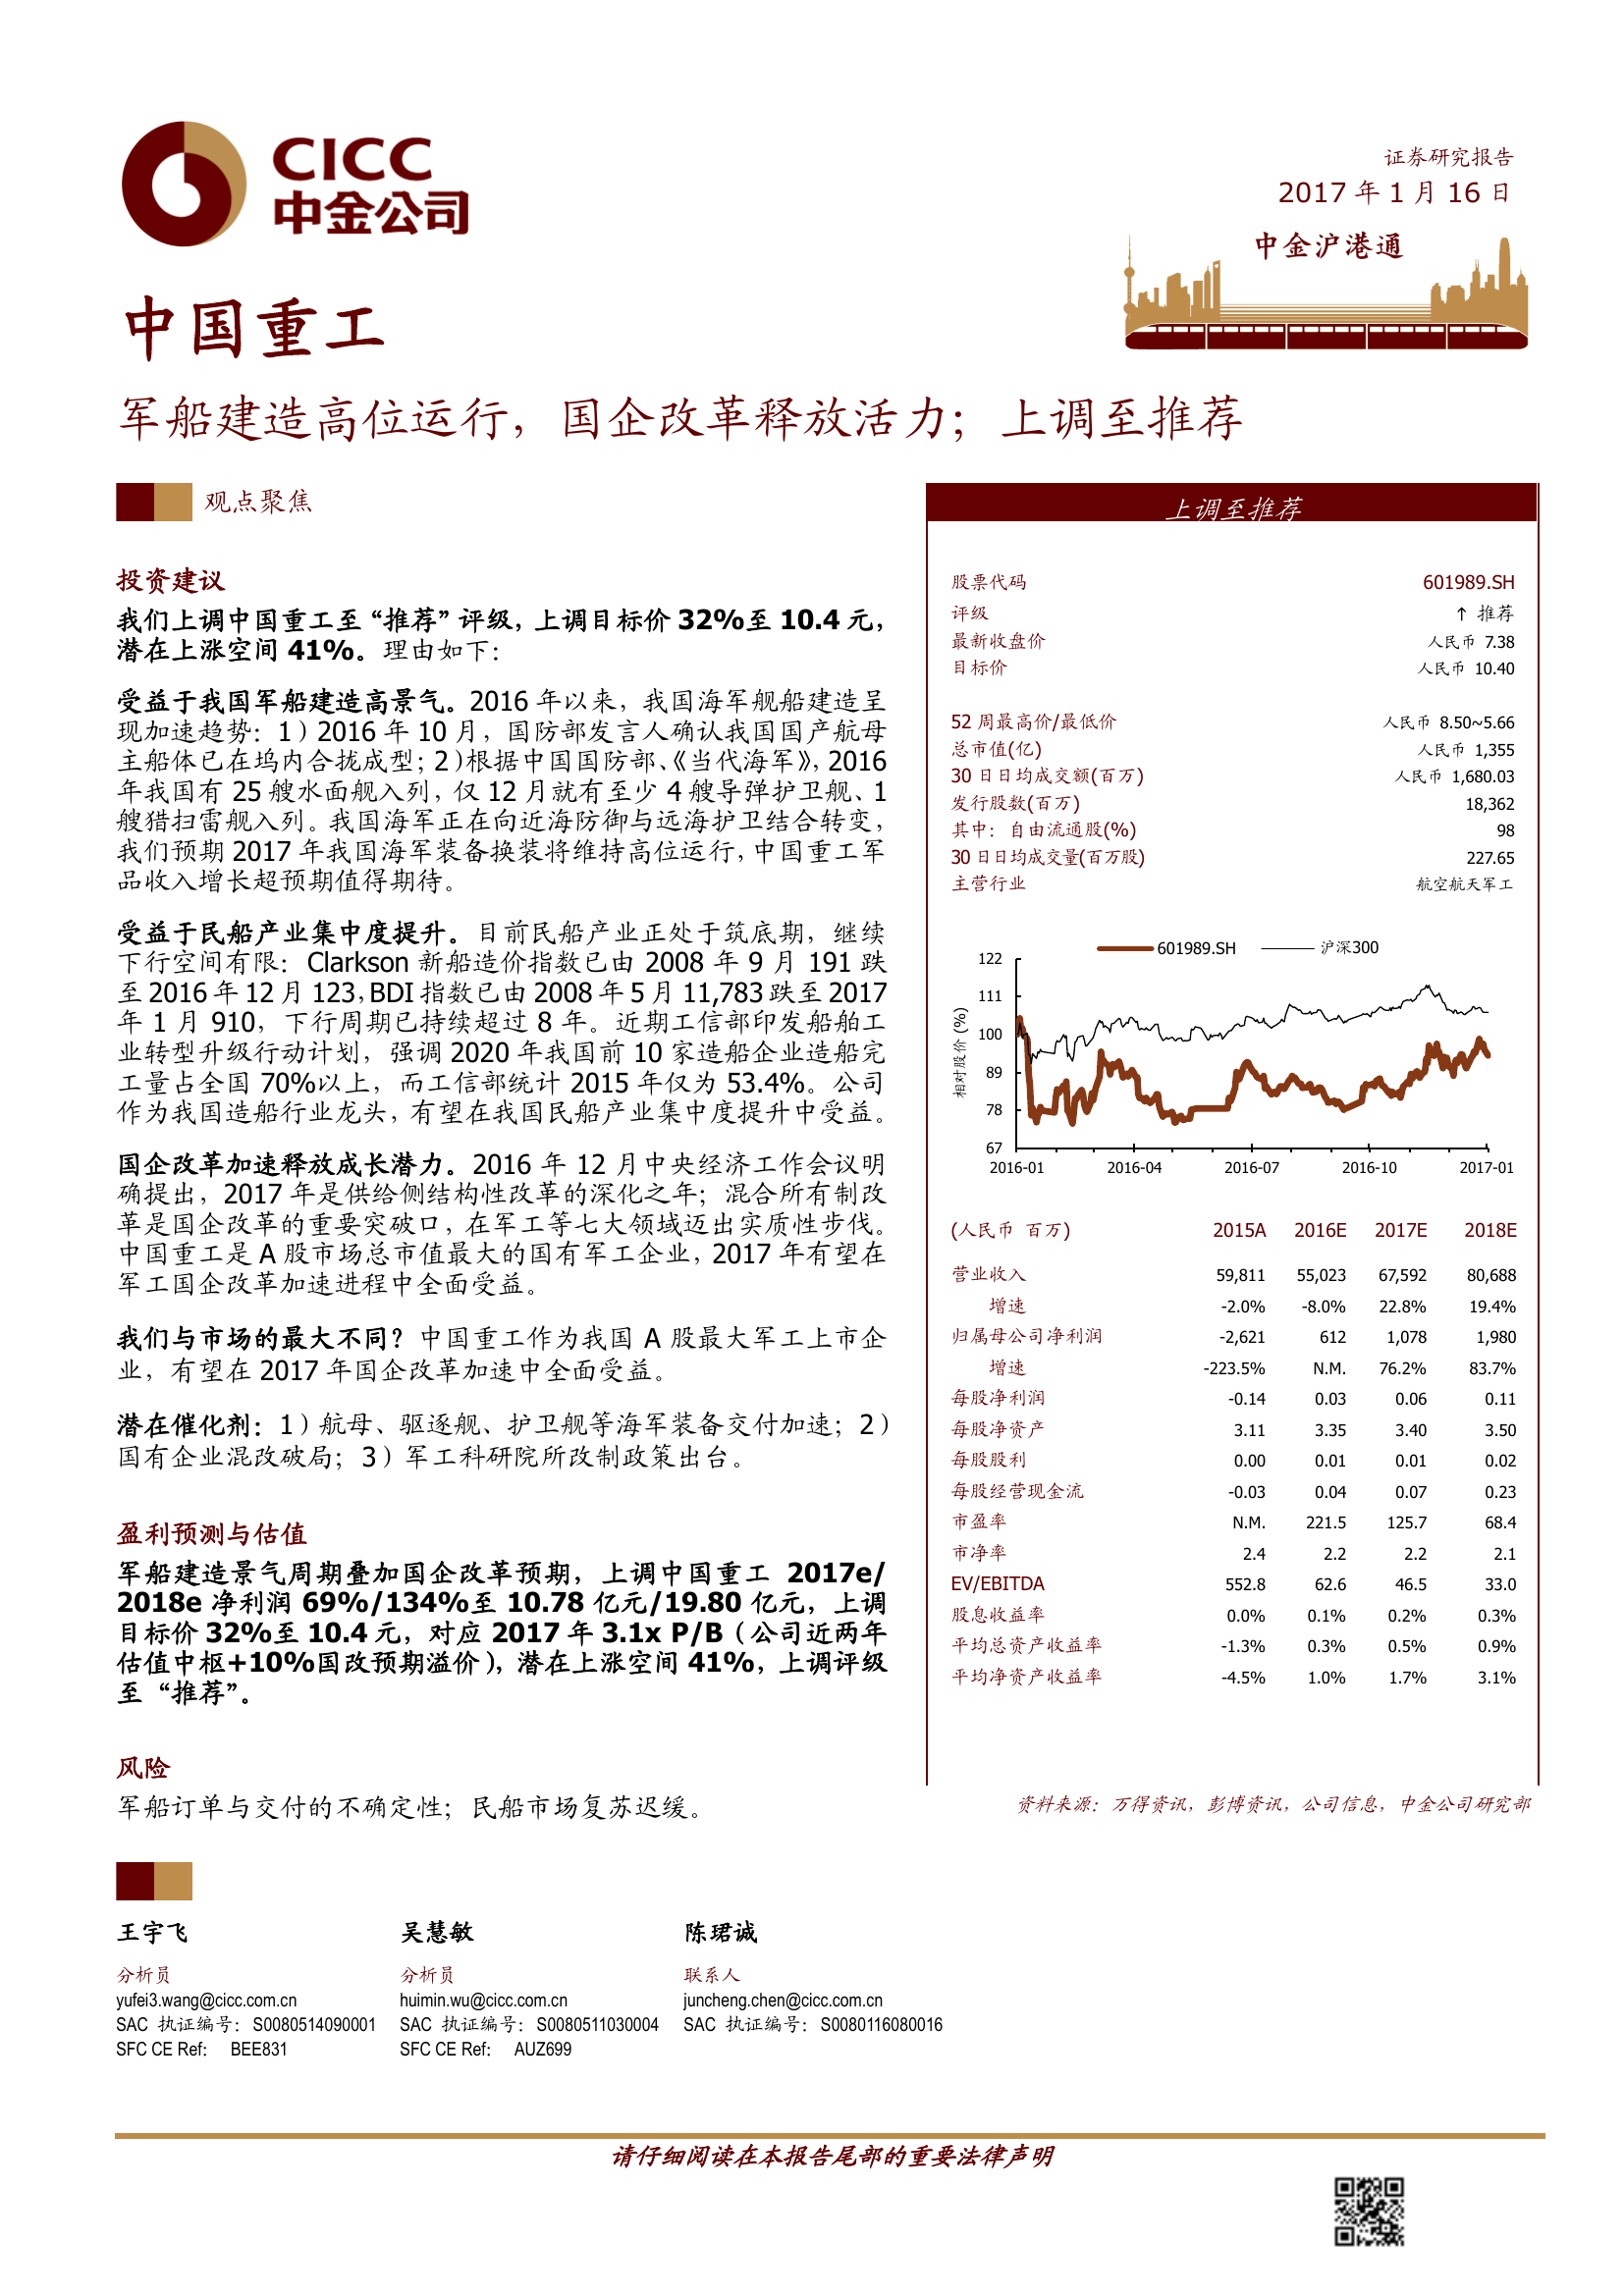 CICC
中金公司
证券研究报告
2017 年 1 月 16 日
中金沪港通
中国重工
军船建造高位运行，国企改革释放活力；上调至推荐
观点聚焦
投资建议
我们上调中国重工至“推荐”评级，上调目标价 32%至 10.4 元，
潜在上涨空间 41%。理由如下：
受益于我国军船建造高景气。2016 年以来，我国海军舰船建造呈
现加速趋势：1）2016 年 10 月，国防部发言人确认我国国产航母
主船体已在坞内合拢成型；2）根据中国国防部、《当代海军》，2016
年我国有 25 艘水面舰入列，仅 12 月就有至少 4 艘导弹护卫舰、1
艘猎扫雷舰入列。我国海军正在向近海防御与远海护卫结合转变，
我们预期 2017 年我国海军装备换装将维持高位运行，中国重工军
品收入增长超预期值得期待。
受益于民船产业集中度提升。目前民船产业正处于筑底期，继续
下行空间有限：Clarkson 新船造价指数已由 2008 年 9 月 191 跌
至 2016 年 12 月 123，BDI 指数已由 2008 年 5 月 11,783 跌至 2017
年 1 月 910，下行周期已持续超过 8 年。近期工信部印发船舶工
业转型升级行动计划，强调 2020 年我国前 10 家造船企业造船完
工量占全国 70%以上，而工信部统计 2015 年仅为 53.4%。公司
作为我国造船行业龙头，有望在我国民船产业集中度提升中受益。
国企改革加速释放成长潜力。2016 年 12 月中央经济工作会议明
确提出，2017 年是供给侧结构性改革的深化之年；混合所有制改
革是国企改革的重要突破口，在军工等七大领域迈出实质性步伐。
中国重工是 A 股市场总市值最大的国有军工企业，2017 年有望在
军工国企改革加速进程中全面受益。
我们与市场的最大不同？中国重工作为我国 A 股最大军工上市企
业，有望在 2017 年国企改革加速中全面受益。
潜在催化剂：1）航母、驱逐舰、护卫舰等海军装备交付加速；2）
国有企业混改破局；3）军工科研院所改制政策出台。
盈利预测与估值
军船建造景气周期叠加国企改革预期，上调中国重工 2017e/
2018e 净利润 69%/134%至 10.78 亿元/19.80 亿元，上调
目标价 32%至 10.4 元，对应 2017 年 3.1x P/B（公司近两年
估值中枢+10%国改预期溢价），潜在上涨空间 41%，上调评级
至“推荐”。
风险
军船订单与交付的不确定性；民船市场复苏迟缓。
上调至推荐
股票代码 601989.SH
评级 ↑ 推荐
最新收盘价 人民币 7.38
目标价 人民币 10.40
52 周最高价/最低价 人民币 8.50~5.66
总市值(亿) 人民币 1,355
30 日日均成交额(百万) 人民币 1,680.03
发行股数(百万) 18,362
其中：自由流通股(%) 98
30 日日均成交量(百万股) 227.65
主营行业 航空航天军工
601989.SH 沪深300
相对股价 (%)
122
111
100
89
78
67
2016-01 2016-04 2016-07 2016-10 2017-01
(人民币 百万) 2015A 2016E 2017E 2018E
营业收入 59,811 55,023 67,592 80,688
增速 -2.0% -8.0% 22.8% 19.4%
归属母公司净利润 -2,621 612 1,078 1,980
增速 -223.5% N.M. 76.2% 83.7%
每股净利润 -0.14 0.03 0.06 0.11
每股净资产 3.11 3.35 3.40 3.50
每股股利 0.00 0.01 0.01 0.02
每股经营现金流 -0.03 0.04 0.07 0.23
市盈率 N.M. 221.5 125.7 68.4
市净率 2.4 2.2 2.2 2.1
EV/EBITDA 552.8 62.6 46.5 33.0
股息收益率 0.0% 0.1% 0.2% 0.3%
平均总资产收益率 -1.3% 0.3% 0.5% 0.9%
平均净资产收益率 -4.5% 1.0% 1.7% 3.1%
资料来源：万得资讯，彭博资讯，公司信息，中金公司研究部
王宇飞 吴慧敏 陈珺诚
分析员 分析员 联系人
yufei3.wang@cicc.com.cn huimin.wu@cicc.com.cn juncheng.chen@cicc.com.cn
SAC 执证编号：S0080514090001 SAC 执证编号：S0080511030004 SAC 执证编号：S0080116080016
SFC CE Ref: BEE831 SFC CE Ref: AUZ699
请仔细阅读在本报告尾部的重要法律声明